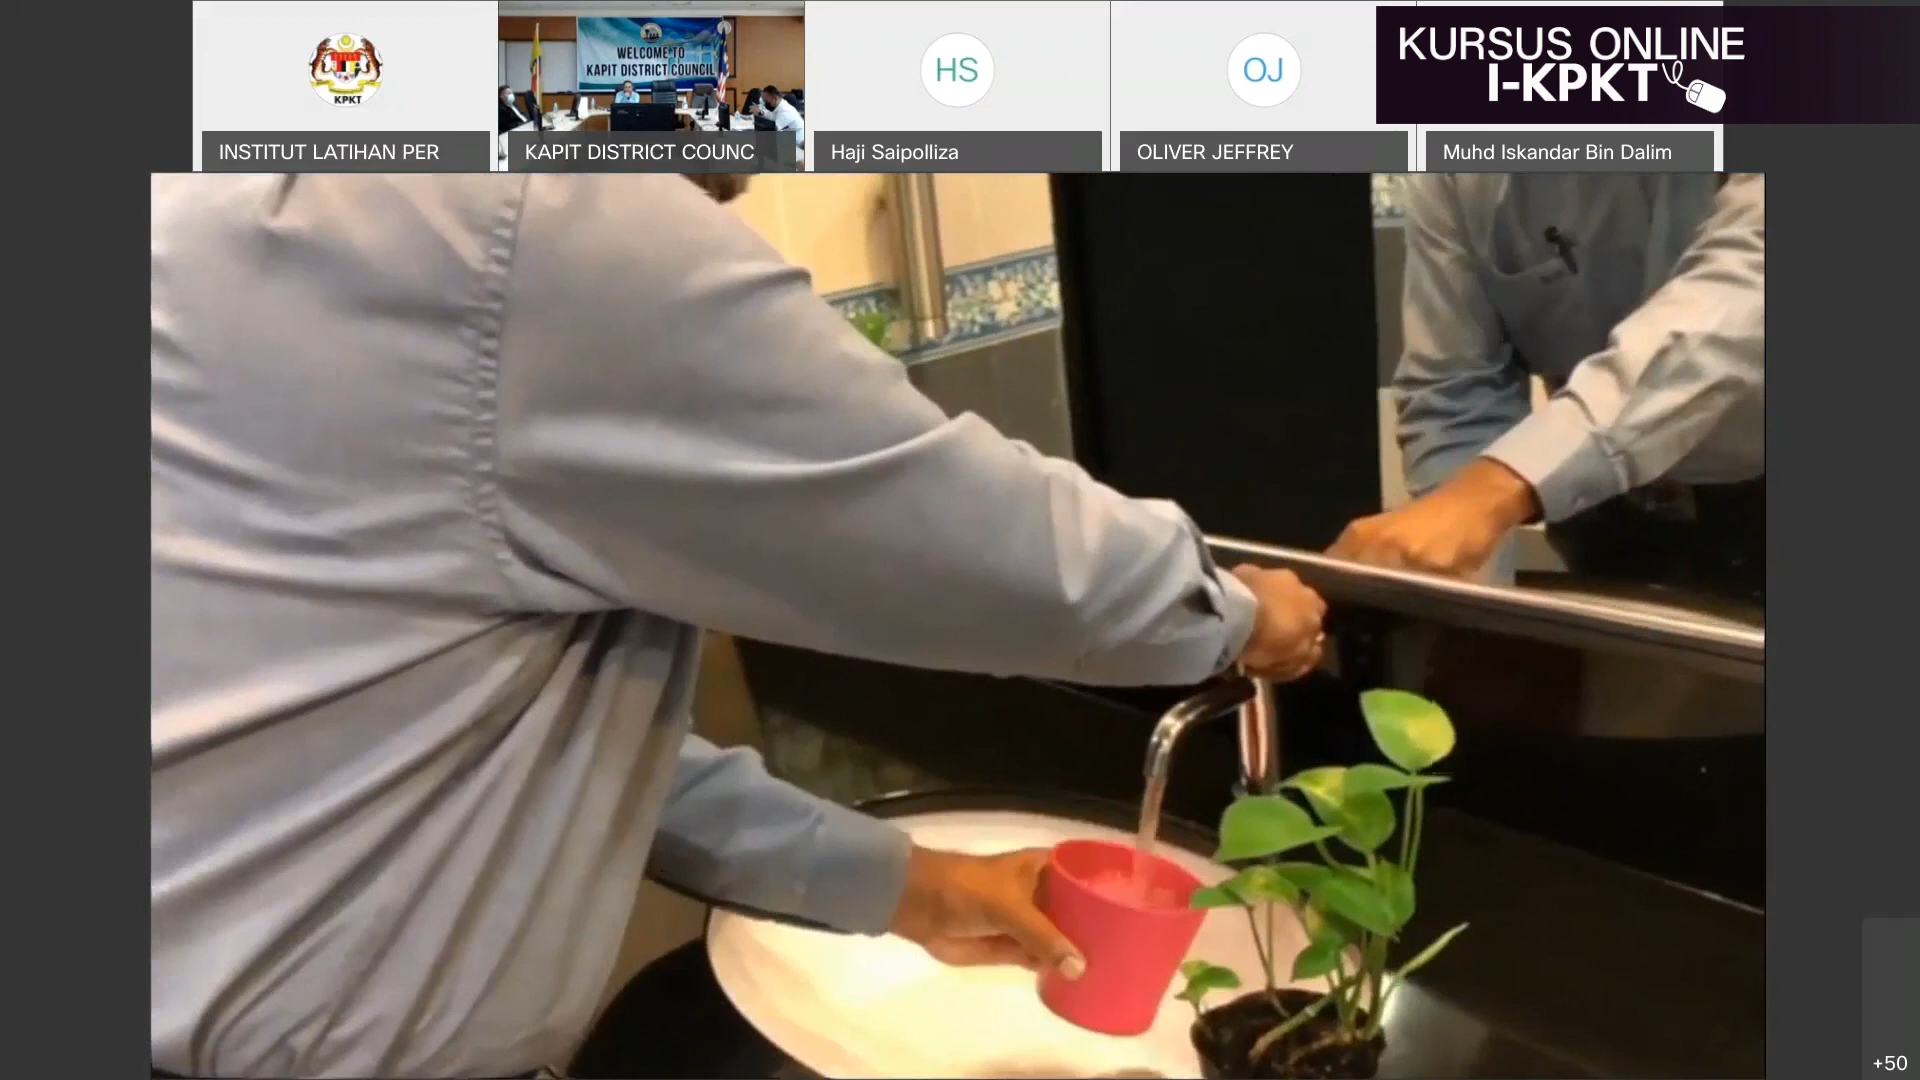 KPKT
WELCOME TO
KAPIT DISTRICT COUNCIL
HS
OJ
KURSUS ONLINE
I-KPKT
INSTITUT LATIHAN PER
KAPIT DISTRICT COUNC
Haji Saipolliza
OLIVER JEFFREY
Muhd Iskandar Bin Dalim
+50